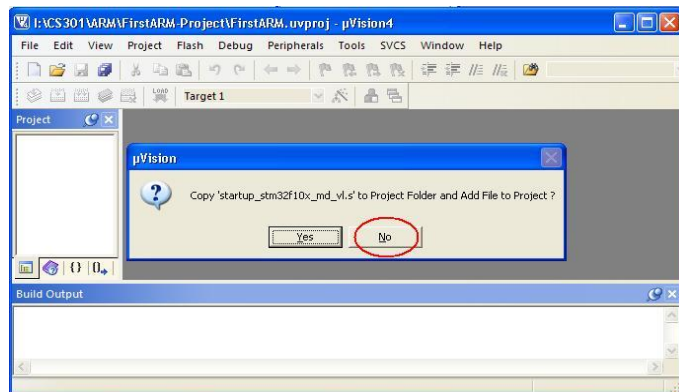 I:\CS301\ARM\FirstARM-Project\FirstARM.uvproj - µVision4
File Edit View Project Flash Debug Peripherals Tools SVCS Window Help
LOAD Target 1
Project
µVision
Copy 'startup_stm32f10x_md_vl.s' to Project Folder and Add File to Project ?
Yes No
Build Output